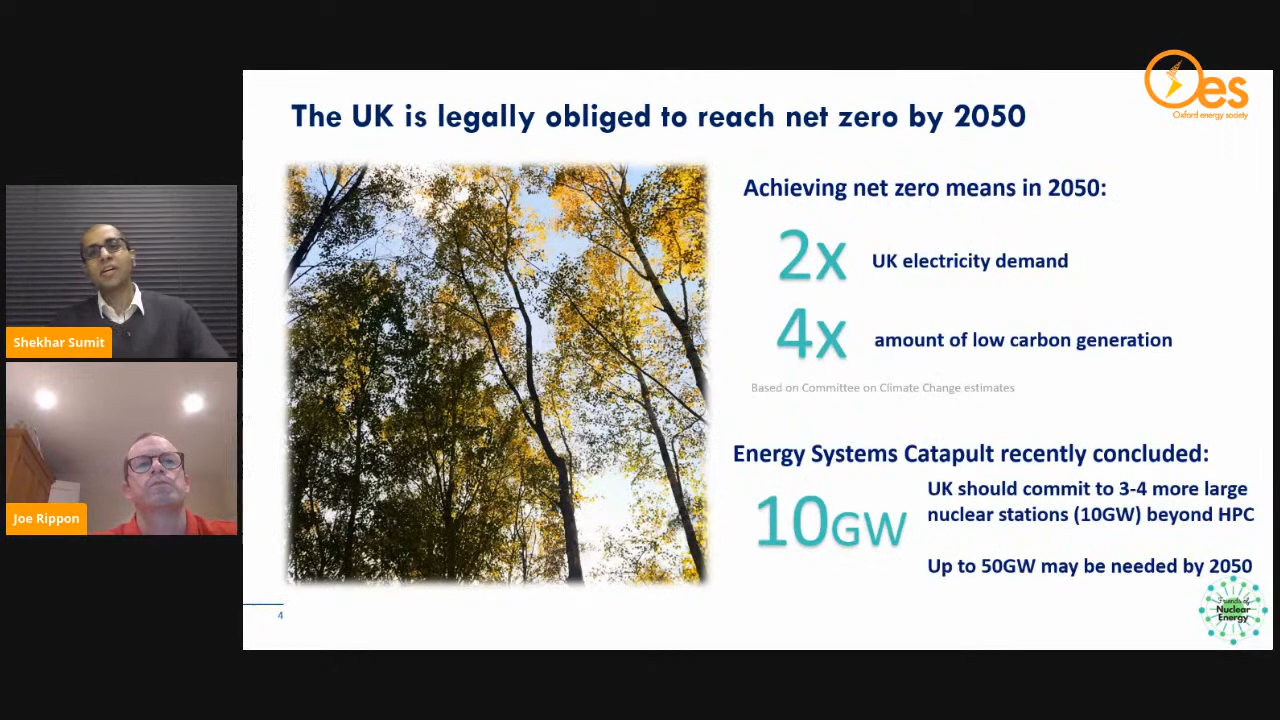 Oes
Oxford energy society
The UK is legally obliged to reach net zero by 2050
Achieving net zero means in 2050:
2x UK electricity demand
4x amount of low carbon generation
Based on Committee on Climate Change estimates
Energy Systems Catapult recently concluded:
10GW
UK should commit to 3-4 more large
nuclear stations (10GW) beyond HPC
Up to 50GW may be needed by 2050
Shekhar Sumit
Joe Rippon
4
Friends of
Nuclear
Energy